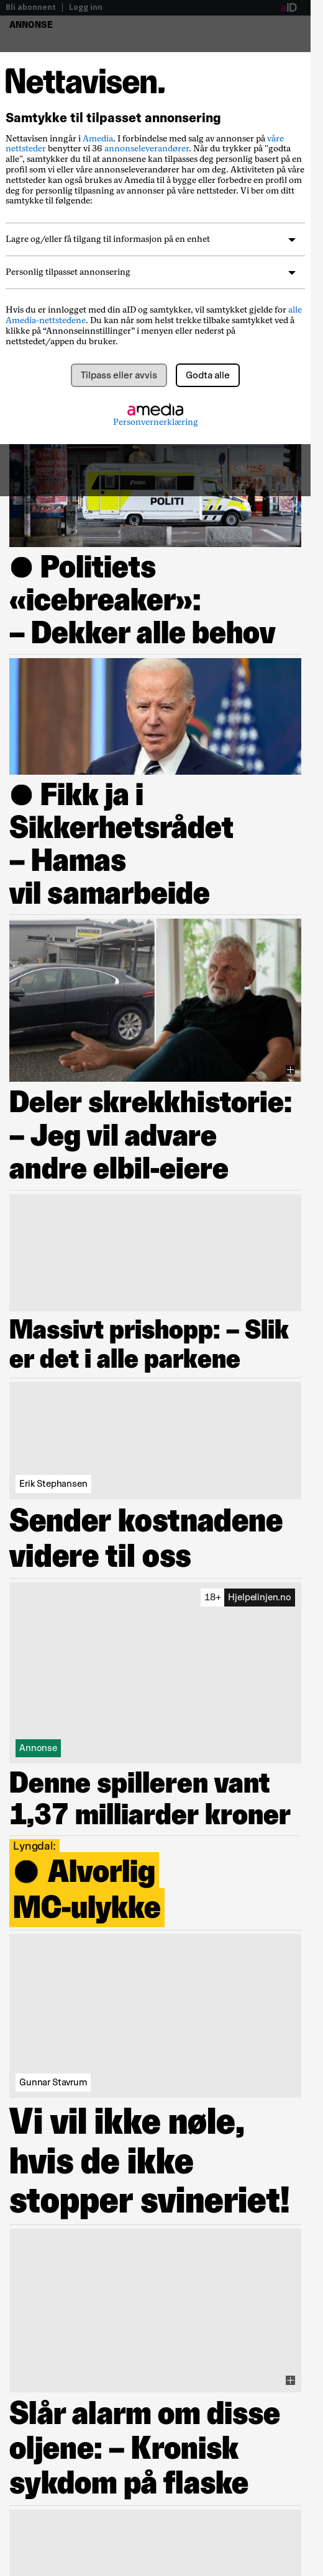 Bli abonnent | Logg inn
aID
ANNONSE
Nettavisen.
Samtykke til tilpasset annonsering
Nettavisen inngår i Amedia. I forbindelse med salg av annonser på våre
nettsteder benytter vi 36 annonseleverandører. Når du trykker på "godta
alle", samtykker du til at annonsene kan tilpasses deg personlig basert på en
profil som vi eller våre annonseleverandører har om deg. Aktiviteten på våre
nettsteder kan også brukes av Amedia til å bygge eller forbedre en profil om
deg for personlig tilpasning av annonser på våre nettsteder. Vi ber om ditt
samtykke til følgende:
Lagre og/eller få tilgang til informasjon på en enhet
Personlig tilpasset annonsering
Hvis du er innlogget med din aID og samtykker, vil samtykket gjelde for alle
Amedia-nettstedene. Du kan når som helst trekke tilbake samtykket ved å
klikke på “Annonseinnstillinger” i menyen eller nederst på
nettstedet/appen du bruker.
Tilpass eller avvis
Godta alle
amedia
Personvernerklæring
POLITI
● Politiets
«icebreaker»:
– Dekker alle behov
● Fikk ja i
Sikkerhetsrådet
– Hamas
vil samarbeide
KARCHER
Deler skrekkhistorie:
– Jeg vil advare
andre elbil-eiere
Massivt prishopp: – Slik
er det i alle parkene
Erik Stephansen
Sender kostnadene
videre til oss
18+ Hjelpelinjen.no
Annonse
Denne spilleren vant
1,37 milliarder kroner
Lyngdal:
● Alvorlig
MC-ulykke
Gunnar Stavrum
Vi vil ikke nøle,
hvis de ikke
stopper svineriet!
Slår alarm om disse
oljene: – Kronisk
sykdom på flaske